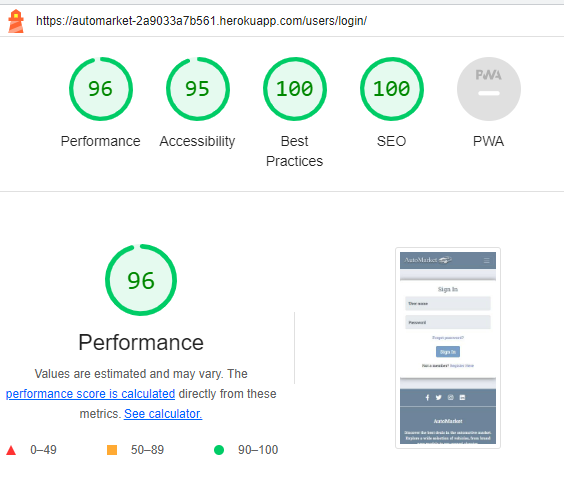 https://automarket-2a9033a7b561.herokuapp.com/users/login/
96
95
100
100
PWA
Performance
Accessibility
Best
Practices
SEO
PWA
96
Performance
Values are estimated and may vary. The
performance score is calculated directly from these
metrics. See calculator.
0–49
50–89
90–100
AutoMarket
Sign In
Username
Password
Forgot password?
Sign In
Not a member? Register Here
AutoMarket
Discover the best deals in the automotive market.
Explore a wide selection of vehicles, from brand